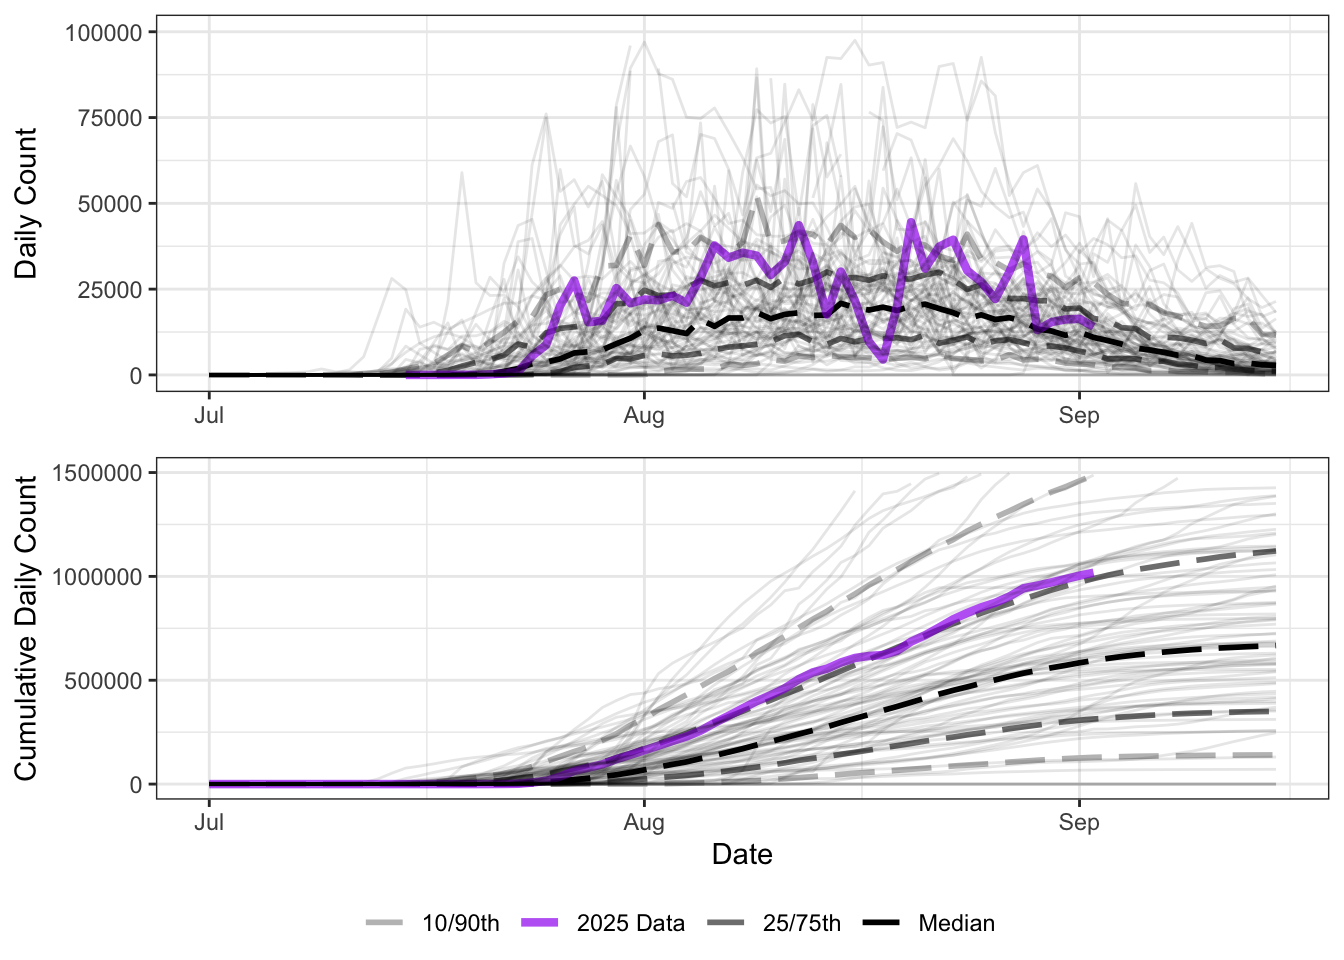 Daily Count
100000
75000
50000
25000
0
Jul Aug Sep
Cumulative Daily Count
1500000
1000000
500000
0
Jul Aug Sep
Date
10/90th 2025 Data 25/75th Median